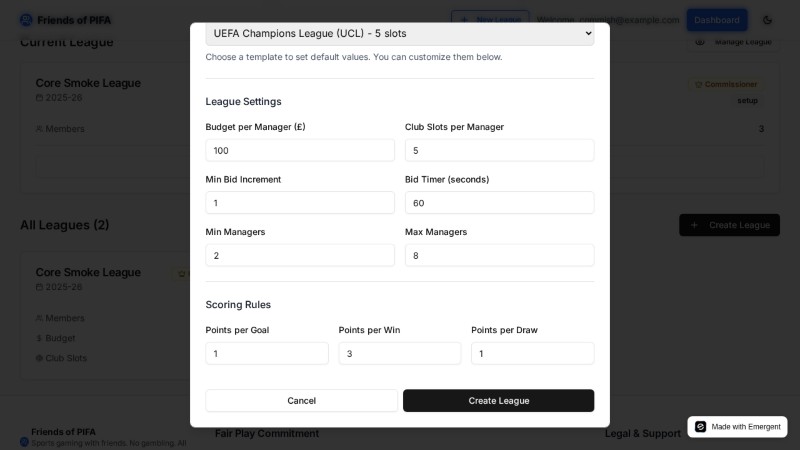 Friends of PIFA
New League
Welcome,
@example.com
Dashboard
Current League
Manage League
Core Smoke League
2025-26
Commissioner
setup
Members
3
All Leagues (2)
Create League
Core Smoke League
2025-26
Members
Budget
Club Slots
UEFA Champions League (UCL) - 5 slots
Choose a template to set default values. You can customize them below.
League Settings
Budget per Manager (£)
Club Slots per Manager
100
5
Min Bid Increment
Bid Timer (seconds)
1
60
Min Managers
Max Managers
2
8
Scoring Rules
Points per Goal
Points per Win
Points per Draw
1
3
1
Cancel
Create League
Friends of PIFA
Sports gaming with friends. No gambling. All
Fair Play Commitment
Legal & Support
Made with Emergent